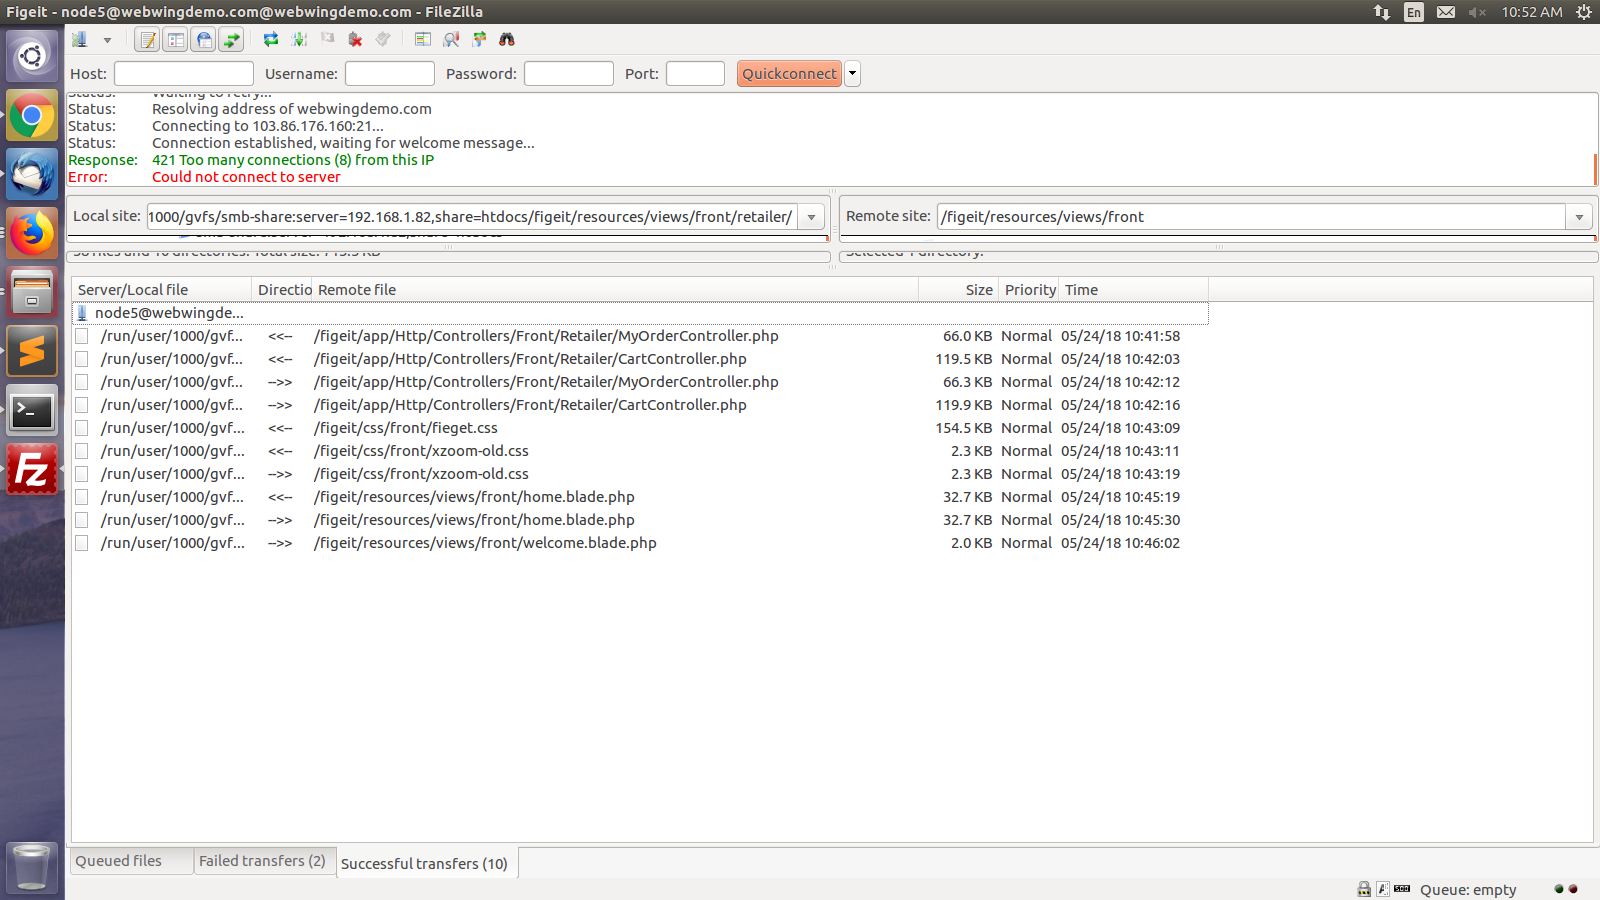 Figeit - node5@webwingdemo.com@webwingdemo.com - FileZilla
En
10:52 AM
Host:
Username:
Password:
Port:
Quickconnect
Status: Waiting to retry...
Status: Resolving address of webwingdemo.com
Status: Connecting to 103.86.176.160:21...
Status: Connection established, waiting for welcome message...
Response: 421 Too many connections (8) from this IP
Error: Could not connect to server
Local site: 1000/gvfs/smb-share:server=192.168.1.82,share=htdocs/figeit/resources/views/front/retailer/
Remote site: /figeit/resources/views/front
Selected 1 directory.
Server/Local file Directio Remote file Size Priority Time
node5@webwingde...
/run/user/1000/gvf... <<-- /figeit/app/Http/Controllers/Front/Retailer/MyOrderController.php 66.0 KB Normal 05/24/18 10:41:58
/run/user/1000/gvf... <<-- /figeit/app/Http/Controllers/Front/Retailer/CartController.php 119.5 KB Normal 05/24/18 10:42:03
/run/user/1000/gvf... -->> /figeit/app/Http/Controllers/Front/Retailer/MyOrderController.php 66.3 KB Normal 05/24/18 10:42:12
/run/user/1000/gvf... -->> /figeit/app/Http/Controllers/Front/Retailer/CartController.php 119.9 KB Normal 05/24/18 10:42:16
/run/user/1000/gvf... <<-- /figeit/css/front/fieget.css 154.5 KB Normal 05/24/18 10:43:09
/run/user/1000/gvf... <<-- /figeit/css/front/xzoom-old.css 2.3 KB Normal 05/24/18 10:43:11
/run/user/1000/gvf... -->> /figeit/css/front/xzoom-old.css 2.3 KB Normal 05/24/18 10:43:19
/run/user/1000/gvf... <<-- /figeit/resources/views/front/home.blade.php 32.7 KB Normal 05/24/18 10:45:19
/run/user/1000/gvf... -->> /figeit/resources/views/front/home.blade.php 32.7 KB Normal 05/24/18 10:45:30
/run/user/1000/gvf... -->> /figeit/resources/views/front/welcome.blade.php 2.0 KB Normal 05/24/18 10:46:02
Queued files
Failed transfers (2)
Successful transfers (10)
Queue: empty